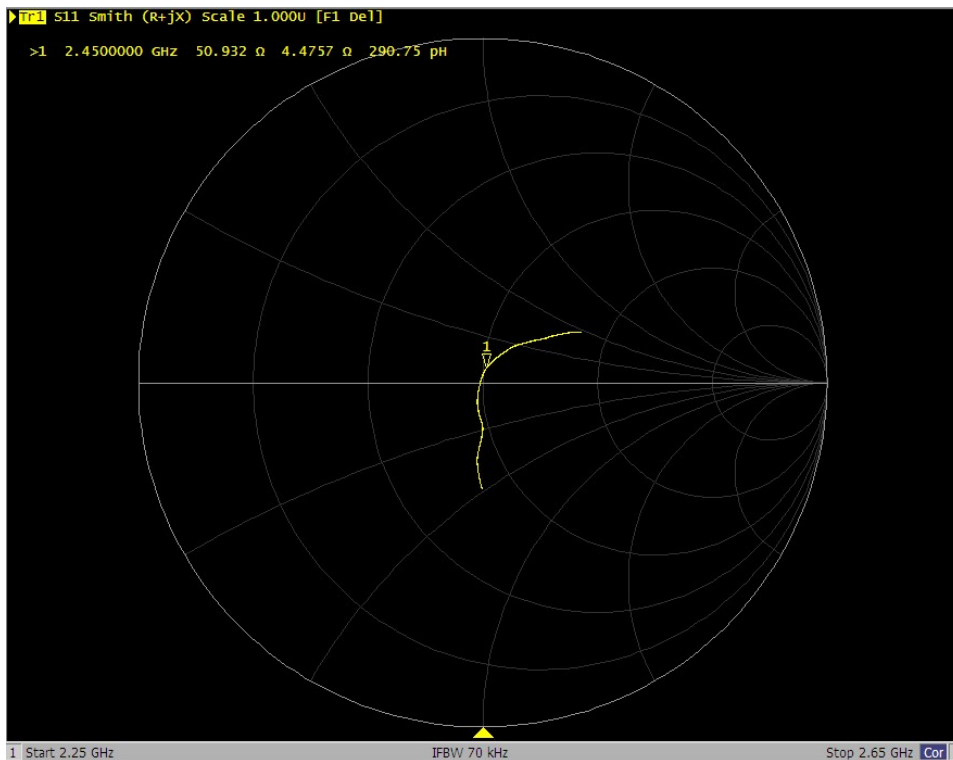 Tr1 S11 Smith (R+jX) Scale 1.000U [F1 Del]
>1 2.4500000 GHz 50.932 Ω 4.4757 Ω 290.75 pH
1
1 Start 2.25 GHz IFBW 70 kHz Stop 2.65 GHz Cor